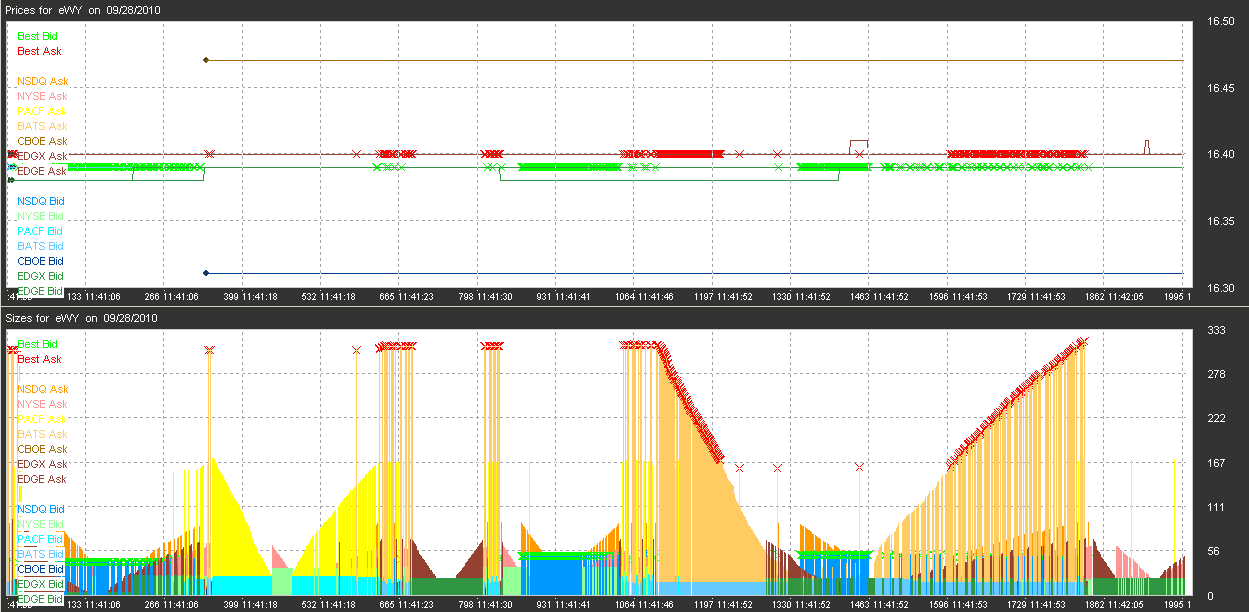 Prices for eWY on 09/28/2010
16.50
Best Bid
Best Ask
NSDQ Ask
16.45
NYSE Ask
PACF Ask
BATS Ask
CBOE Ask
EDGX Ask
16.40
EDGE Ask
NSDQ Bid
NYSE Bid
16.35
PACF Bid
BATS Bid
CBOE Bid
EDGX Bid
EDGE Bid
16.30
133 11:41:06 266 11:41:06 399 11:41:18 532 11:41:18 665 11:41:23 798 11:41:30 931 11:41:41 1064 11:41:46 1197 11:41:52 1330 11:41:52 1463 11:41:52 1596 11:41:53 1729 11:41:53 1862 11:42:05 1995 1
Sizes for eWY on 09/28/2010
333
Best Bid
Best Ask
278
NSDQ Ask
NYSE Ask
PACF Ask
222
BATS Ask
CBOE Ask
EDGX Ask
167
EDGE Ask
NSDQ Bid
111
NYSE Bid
PACF Bid
BATS Bid
56
CBOE Bid
EDGX Bid
EDGE Bid
0
133 11:41:06 266 11:41:06 399 11:41:18 532 11:41:18 665 11:41:23 798 11:41:30 931 11:41:41 1064 11:41:46 1197 11:41:52 1330 11:41:52 1463 11:41:52 1596 11:41:53 1729 11:41:53 1862 11:42:05 1995